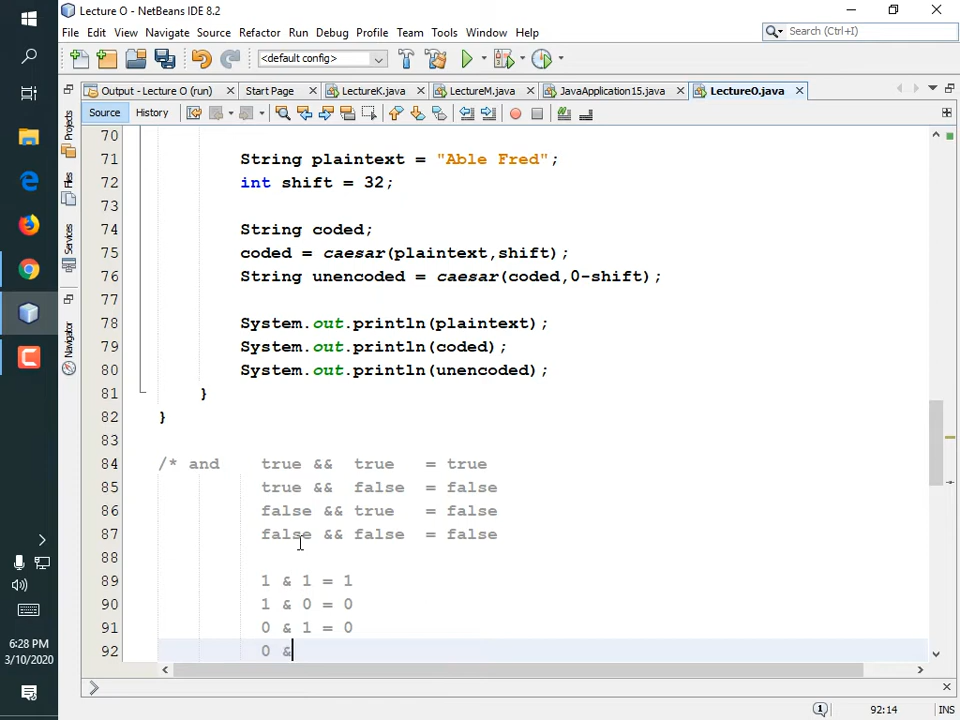 Lecture O - NetBeans IDE 8.2
File Edit View Navigate Source Refactor Run Debug Profile Team Tools Window Help
<default config>
Search (Ctrl+I)
Output - Lecture O (run) Start Page LectureK.java LectureM.java JavaApplication15.java LectureO.java
Source History
Projects
Files
Services
Navigator
70
71 String plaintext = "Able Fred";
72 int shift = 32;
73
74 String coded;
75 coded = caesar(plaintext,shift);
76 String unencoded = caesar(coded,0-shift);
77
78 System.out.println(plaintext);
79 System.out.println(coded);
80 System.out.println(unencoded);
81 }
82 }
83
84 /* and true && true = true
85 true && false = false
86 false && true = false
87 false && false = false
88
89 1 & 1 = 1
90 1 & 0 = 0
91 0 & 1 = 0
92 0 &
6:28 PM
3/10/2020
1
92:14
INS